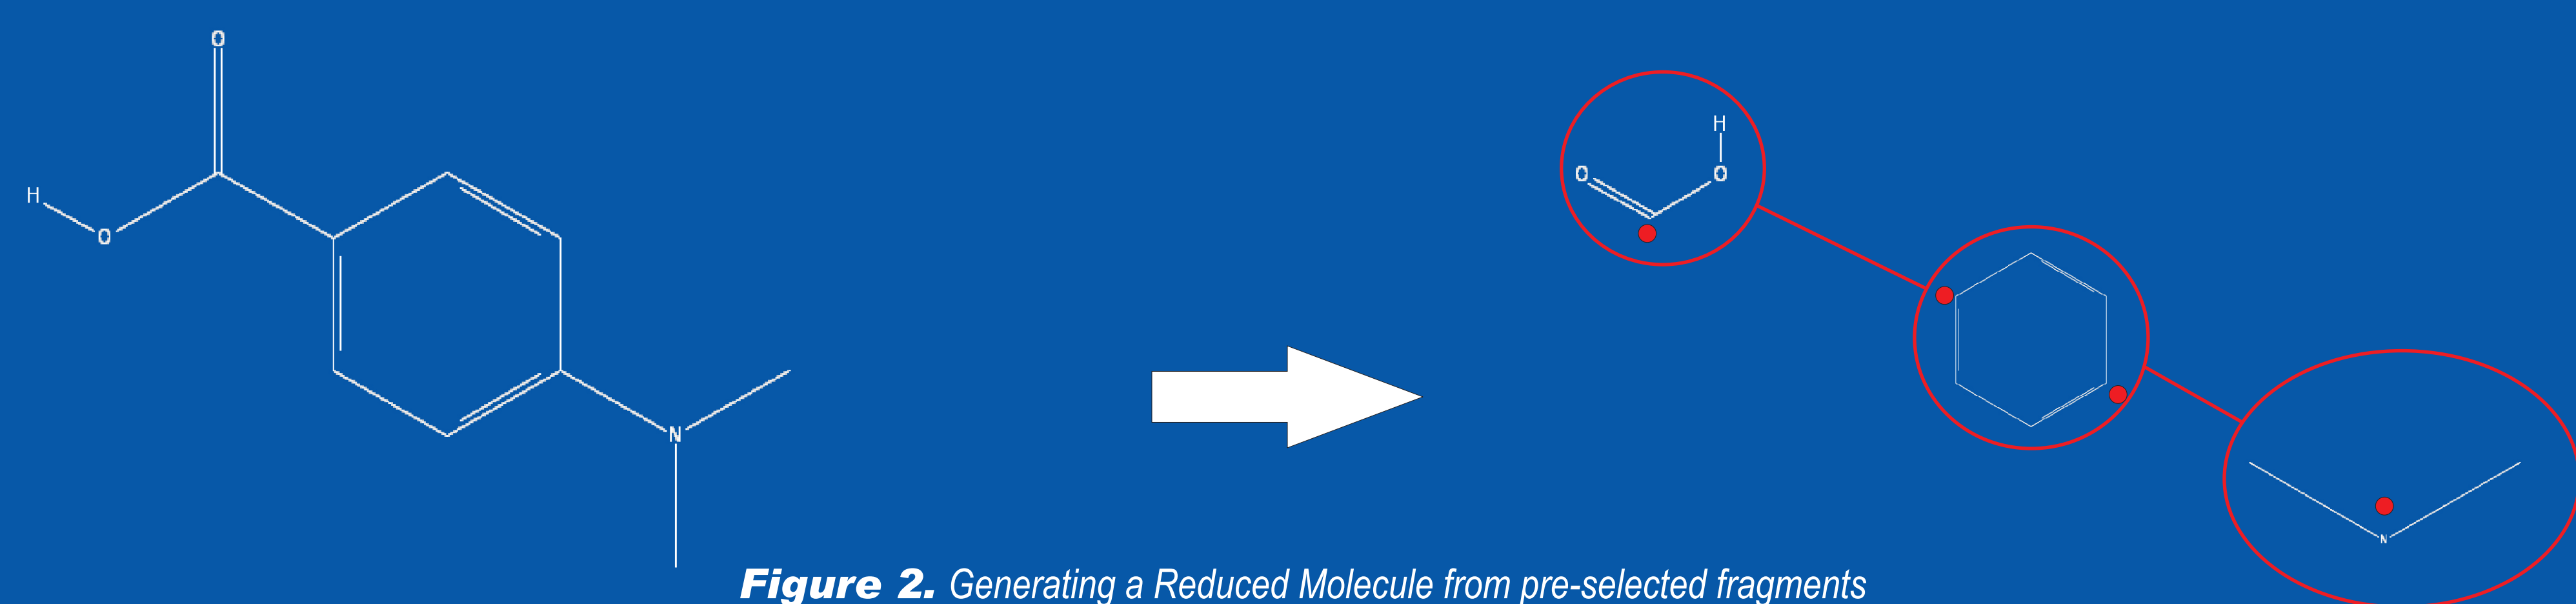 O
H
O
N
H
O
O
N
Figure 2. Generating a Reduced Molecule from pre-selected fragments